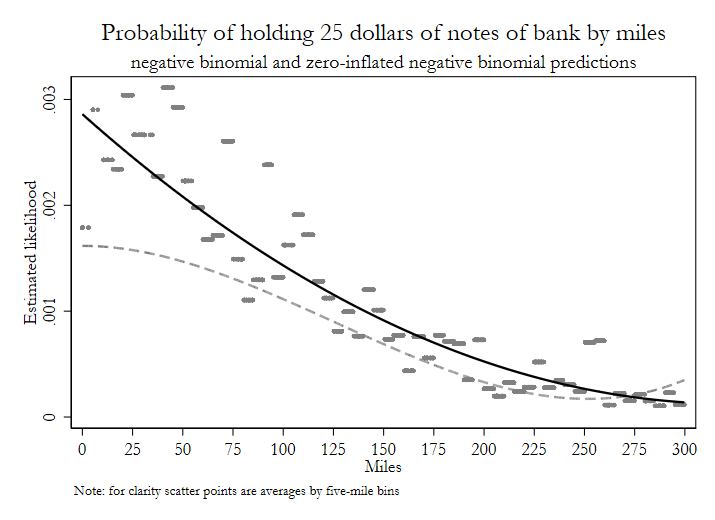 Probability of holding 25 dollars of notes of bank by miles
negative binomial and zero-inflated negative binomial predictions
Estimated likelihood
.003
.002
.001
0
0 25 50 75 100 125 150 175 200 225 250 275 300
Miles
Note: for clarity scatter points are averages by five-mile bins